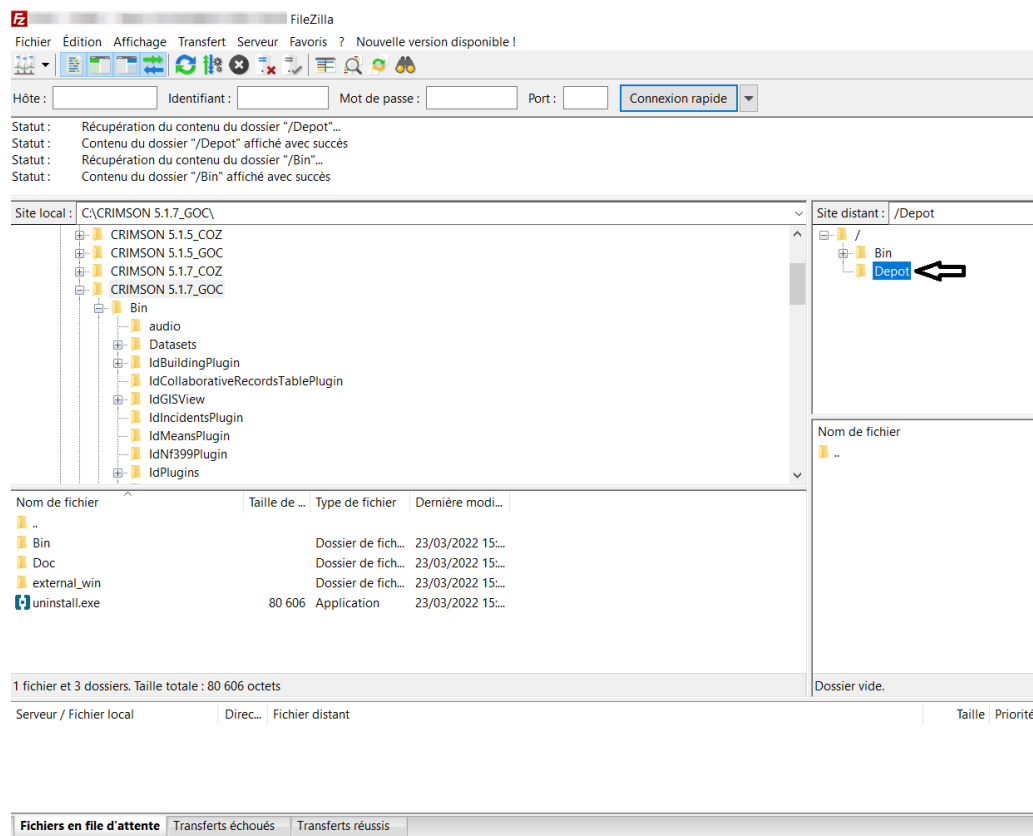 FileZilla
Fichier Édition Affichage Transfert Serveur Favoris ? Nouvelle version disponible !
Hôte : Identifiant : Mot de passe : Port : Connexion rapide
Statut : Récupération du contenu du dossier "/Depot"...
Statut : Contenu du dossier "/Depot" affiché avec succès
Statut : Récupération du contenu du dossier "/Bin"...
Statut : Contenu du dossier "/Bin" affiché avec succès
Site local : C:\CRIMSON 5.1.7_GOC\
CRIMSON 5.1.5_COZ
CRIMSON 5.1.5_GOC
CRIMSON 5.1.7_COZ
CRIMSON 5.1.7_GOC
Bin
audio
Datasets
IdBuildingPlugin
IdCollaborativeRecordsTablePlugin
IdGISView
IdIncidentsPlugin
IdMeansPlugin
IdNf399Plugin
IdPlugins
Site distant : /Depot
/
Bin
Depot
Nom de fichier Taille de ... Type de fichier Dernière modi...
..
Bin Dossier de fich... 23/03/2022 15:...
Doc Dossier de fich... 23/03/2022 15:...
external_win Dossier de fich... 23/03/2022 15:...
uninstall.exe 80 606 Application 23/03/2022 15:...
1 fichier et 3 dossiers. Taille totale : 80 606 octets
Nom de fichier
..
Dossier vide.
Serveur / Fichier local Direc... Fichier distant Taille Priorité
Fichiers en file d'attente Transferts échoués Transferts réussis